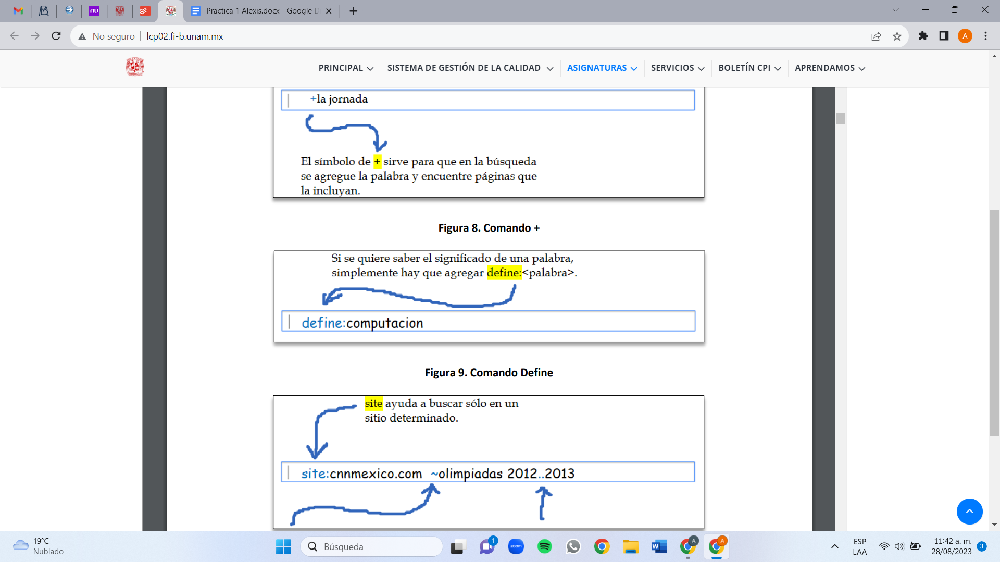 nu
Practica 1 Alexis.docx - Google D
No seguro
lcp02.fi-b.unam.mx
A
PRINCIPAL
SISTEMA DE GESTIÓN DE LA CALIDAD
ASIGNATURAS
SERVICIOS
BOLETÍN CPI
APRENDAMOS
+la jornada
El símbolo de + sirve para que en la búsqueda
se agregue la palabra y encuentre páginas que
la incluyan.
Figura 8. Comando +
Si se quiere saber el significado de una palabra,
simplemente hay que agregar define:<palabra>.
define:computacion
Figura 9. Comando Define
site ayuda a buscar sólo en un
sitio determinado.
site:cnnmexico.com ~olimpiadas 2012..2013
19°C
Nublado
Búsqueda
1
zoom
W
A
A
ESP
LAA
11:42 a. m.
28/08/2023
3